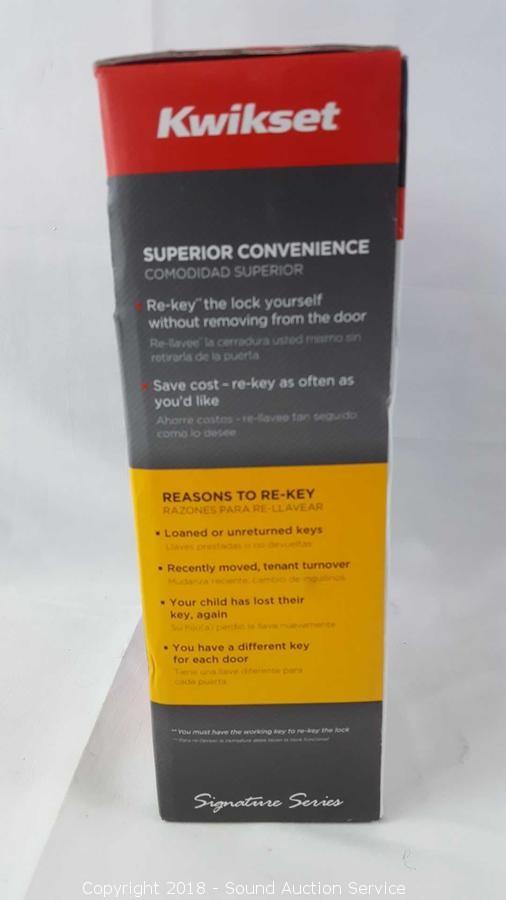 Kwikset
SUPERIOR CONVENIENCE
COMODIDAD SUPERIOR
Re-key** the lock yourself
without removing from the door
Re-llavee** la cerradura usted mismo sin
retirarla de la puerta
Save cost - re-key as often as
you'd like
Ahorre costos - re-llavee tan seguido
como lo desee
REASONS TO RE-KEY
RAZONES PARA RE-LLAVEAR
▪ Loaned or unreturned keys
Llaves prestadas o no devueltas
▪ Recently moved, tenant turnover
Mudanza reciente, cambio de inquilinos
▪ Your child has lost their
key, again
Su hijo(a) perdió la llave nuevamente
▪ You have a different key
for each door
Tiene una llave diferente para
cada puerta
** You must have the working key to re-key the lock
** Para la llave
Signature Series
Copyright 2018 - Sound Auction Service